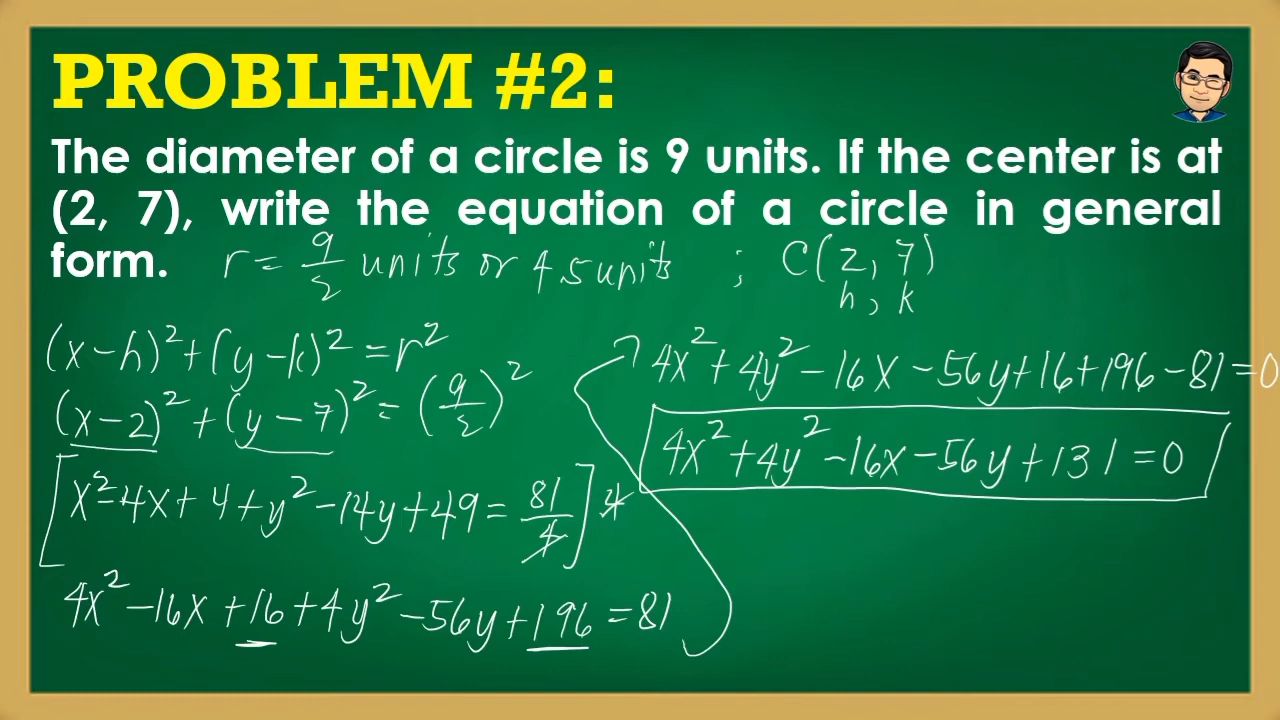 PROBLEM #2:
The diameter of a circle is 9 units. If the center is at
(2, 7), write the equation of a circle in general
form. r = 9/2 units or 4.5 units ; C(2, 7)
h, k
(x-h)² + (y-k)² = r²
(x-2)² + (y-7)² = (9/2)²
[x² - 4x + 4 + y² - 14y + 49 = 81/4] 4
4x² - 16x + 16 + 4y² - 56y + 196 = 81
4x² + 4y² - 16x - 56y + 16 + 196 - 81 = 0
4x² + 4y² - 16x - 56y + 131 = 0